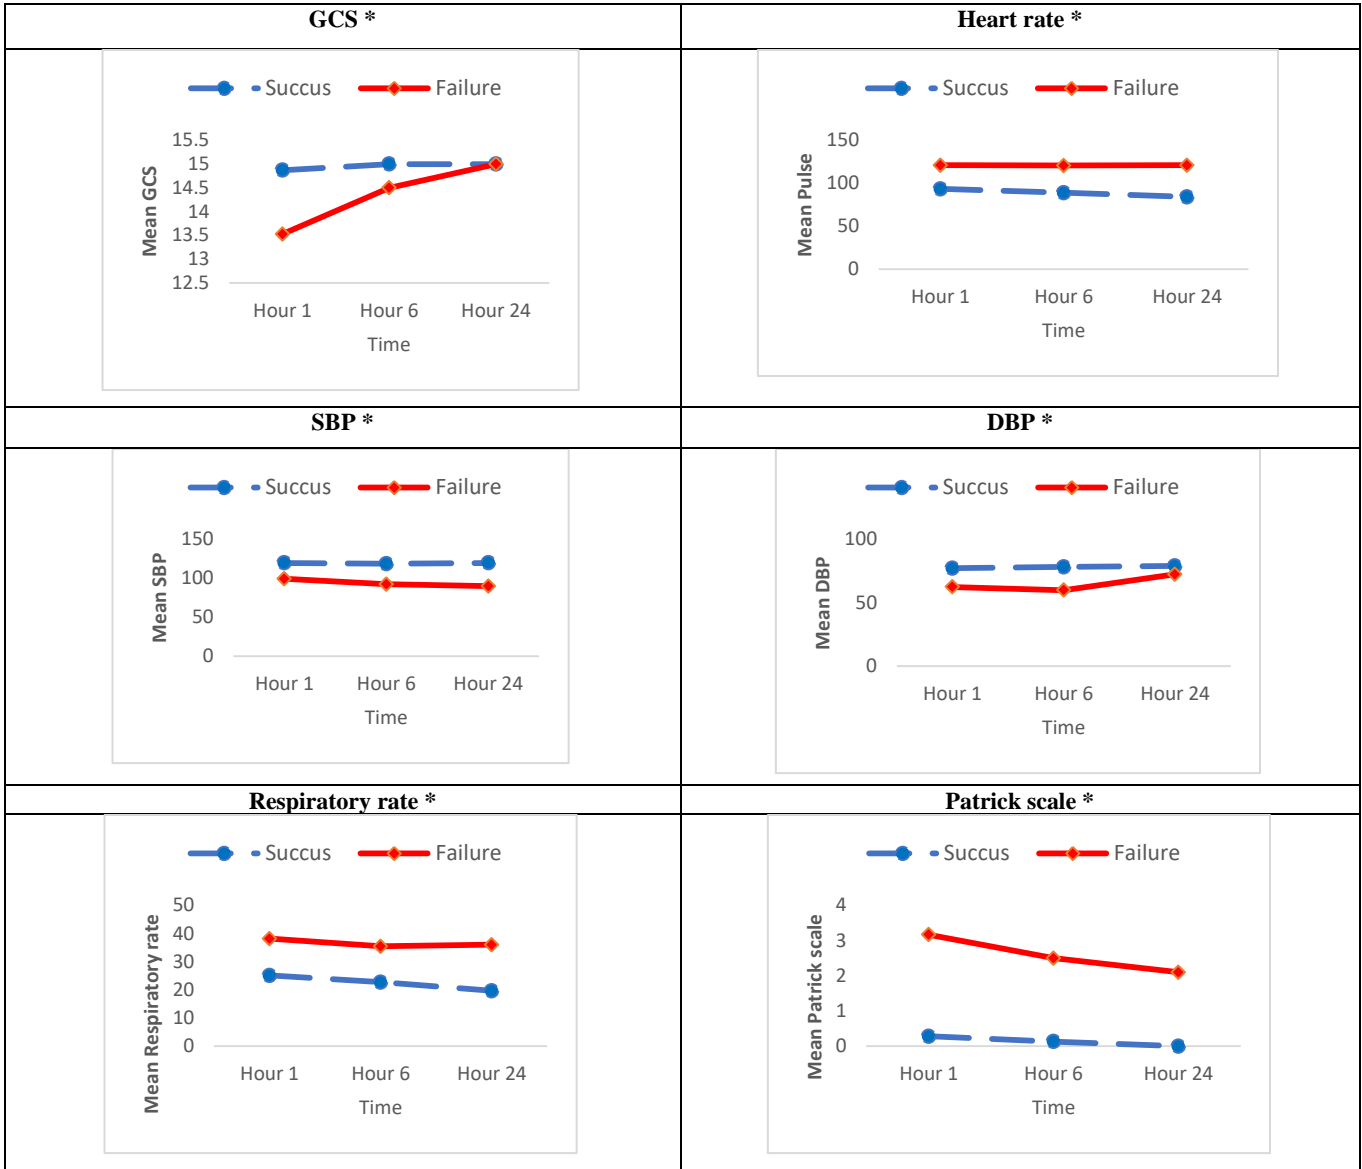 GCS *
Heart rate *
Succus Failure
Mean GCS
15.5
15
14.5
14
13.5
13
12.5
Hour 1 Hour 6 Hour 24
Time
Succus Failure
Mean Pulse
150
100
50
0
Hour 1 Hour 6 Hour 24
Time
SBP *
DBP *
Succus Failure
Mean SBP
150
100
50
0
Hour 1 Hour 6 Hour 24
Time
Succus Failure
Mean DBP
100
50
0
Hour 1 Hour 6 Hour 24
Time
Respiratory rate *
Patrick scale *
Succus Failure
Mean Respiratory rate
50
40
30
20
10
0
Hour 1 Hour 6 Hour 24
Time
Succus Failure
Mean Patrick scale
4
3
2
1
0
Hour 1 Hour 6 Hour 24
Time